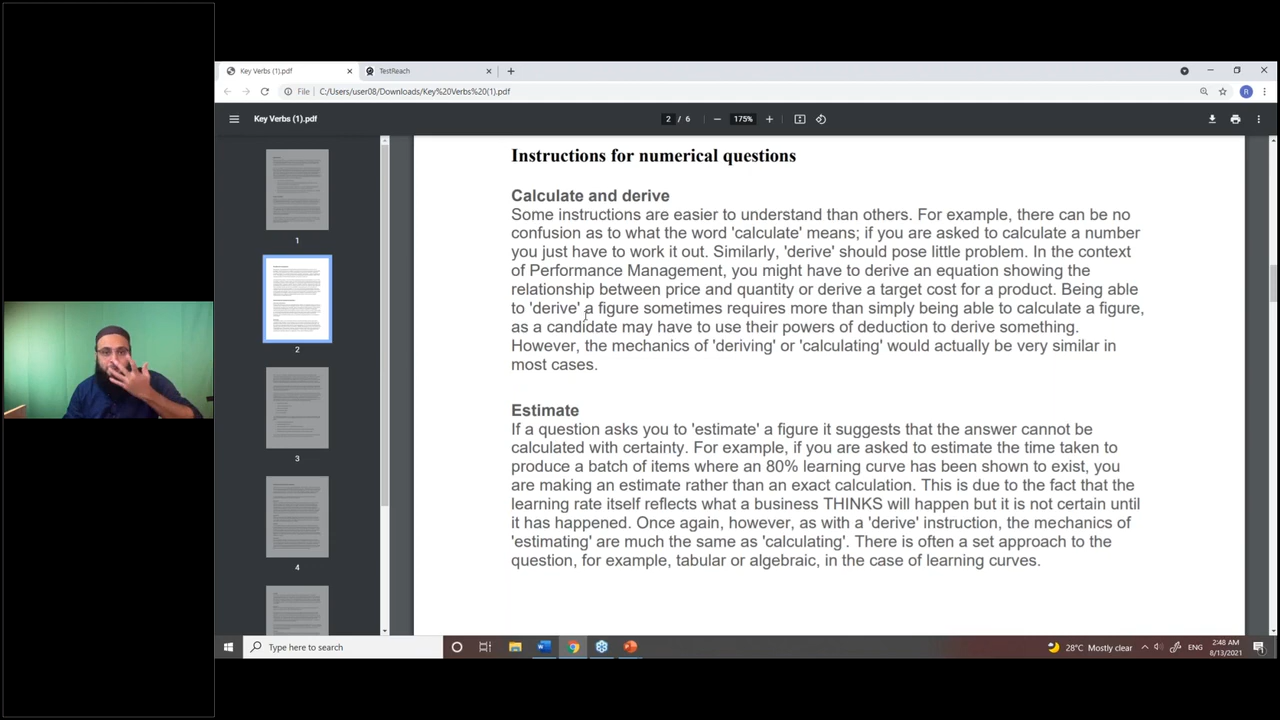 Key Verbs (1).pdf
TestReach
File
C:/Users/user08/Downloads/Key%20Verbs%20(1).pdf
R
Key Verbs (1).pdf
2 / 6
175%
1
2
3
4
Instructions for numerical questions
Calculate and derive
Some instructions are easier to understand than others. For example, there can be no
confusion as to what the word 'calculate' means; if you are asked to calculate a number
you just have to work it out. Similarly, 'derive' should pose little problem. In the context
of Performance Management, you might have to derive an equation showing the
relationship between price and quantity or derive a target cost for a product. Being able
to 'derive' a figure sometimes requires more than simply being able to calculate a figure,
as a candidate may have to use their powers of deduction to derive something.
However, the mechanics of 'deriving' or 'calculating' would actually be very similar in
most cases.
Estimate
If a question asks you to 'estimate' a figure it suggests that the answer cannot be
calculated with certainty. For example, if you are asked to estimate the time taken to
produce a batch of items where an 80% learning curve has been shown to exist, you
are making an estimate rather than an exact calculation. This is due to the fact that the
learning rate itself reflects what a business THINKS will happen but it is not certain until
it has happened. Once again, however, as with a 'derive' instruction, the mechanics of
'estimating' are much the same as 'calculating'. There is often a set approach to the
question, for example, tabular or algebraic, in the case of learning curves.
Type here to search
28°C Mostly clear
ENG
2:48 AM
8/13/2021